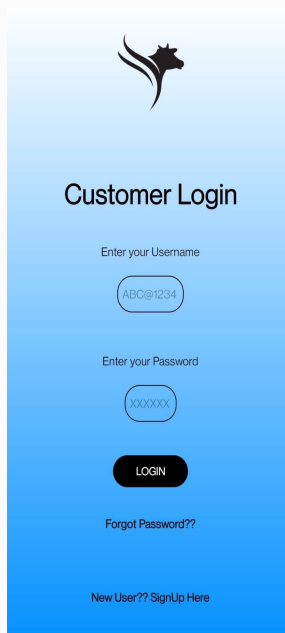 Customer Login
Enter your Username
ABC@1234
Enter your Password
XXXXXX
LOGIN
Forgot Password??
New User?? SignUp Here